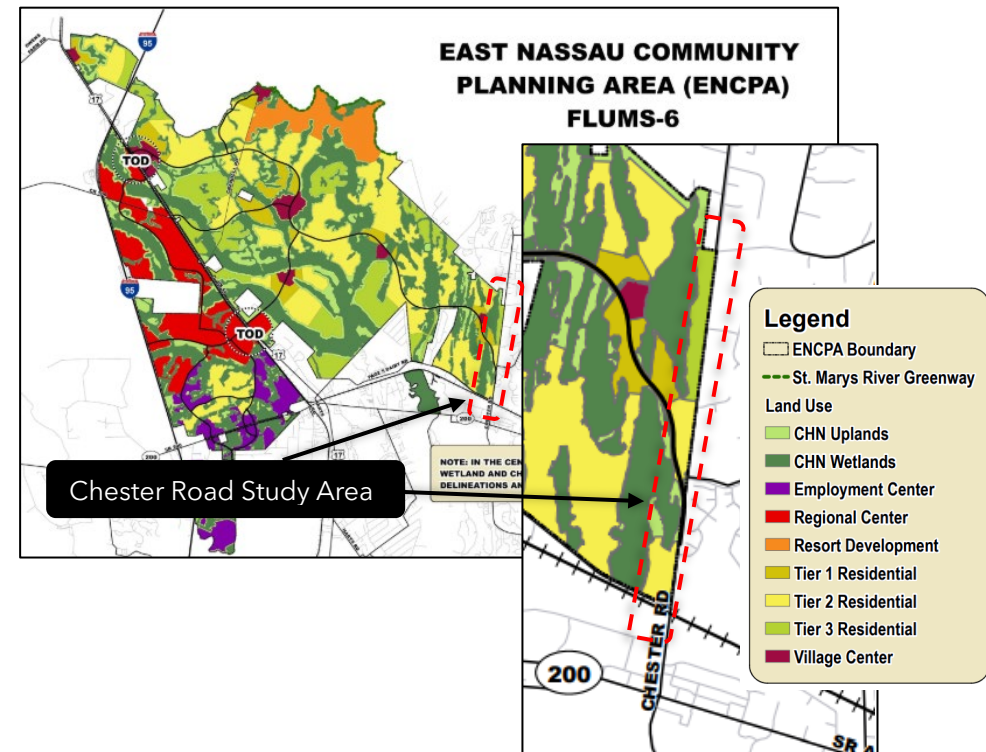 EAST NASSAU COMMUNITY
PLANNING AREA (ENCPA)
FLUMS-6
95
17
TOD
95
TOD
17
200
200
17
NOTE: IN THE CEN
WETLAND AND CH
DELINEATIONS AN
Chester Road Study Area
CHESTER RD
200
SR A
Legend
ENCPA Boundary
St. Marys River Greenway
Land Use
CHN Uplands
CHN Wetlands
Employment Center
Regional Center
Resort Development
Tier 1 Residential
Tier 2 Residential
Tier 3 Residential
Village Center